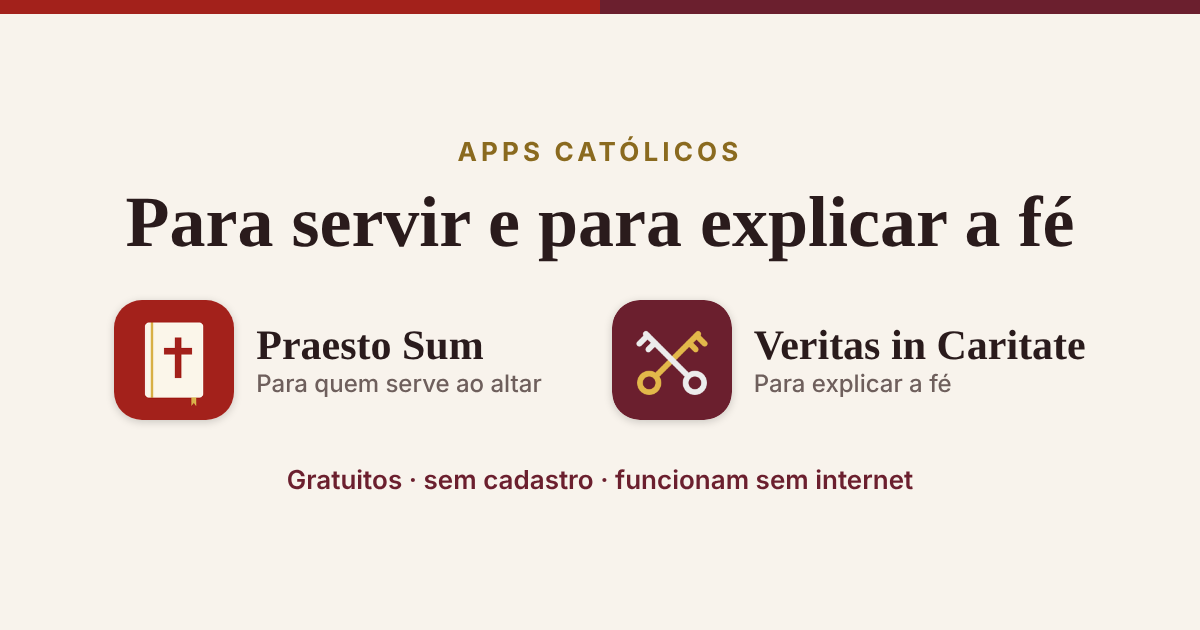 APPS CATÓLICOS
Para servir e para explicar a fé
Praesto Sum
Para quem serve ao altar
Veritas in Caritate
Para explicar a fé
Gratuitos · sem cadastro · funcionam sem internet